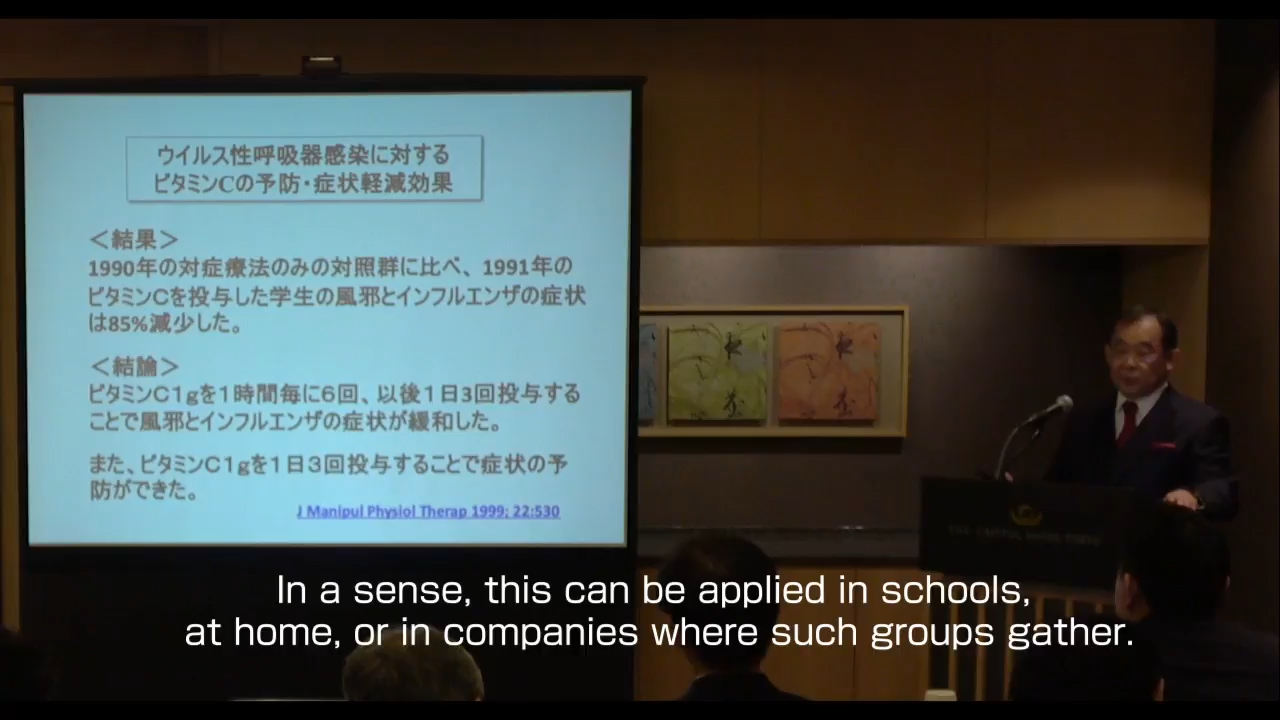 ウイルス性呼吸器感染に対する
ビタミンCの予防・症状軽減効果
＜結果＞
1990年の対症療法のみの対照群に比べ、1991年の
ビタミンCを投与した学生の風邪とインフルエンザの症状
は85%減少した。
＜結論＞
ビタミンC1gを1時間毎に6回、以後1日3回投与する
ことで風邪とインフルエンザの症状が緩和した。
また、ビタミンC1gを1日3回投与することで症状の予
防ができた。
J Manipul Physiol Therap 1999; 22:530
In a sense, this can be applied in schools,
at home, or in companies where such groups gather.